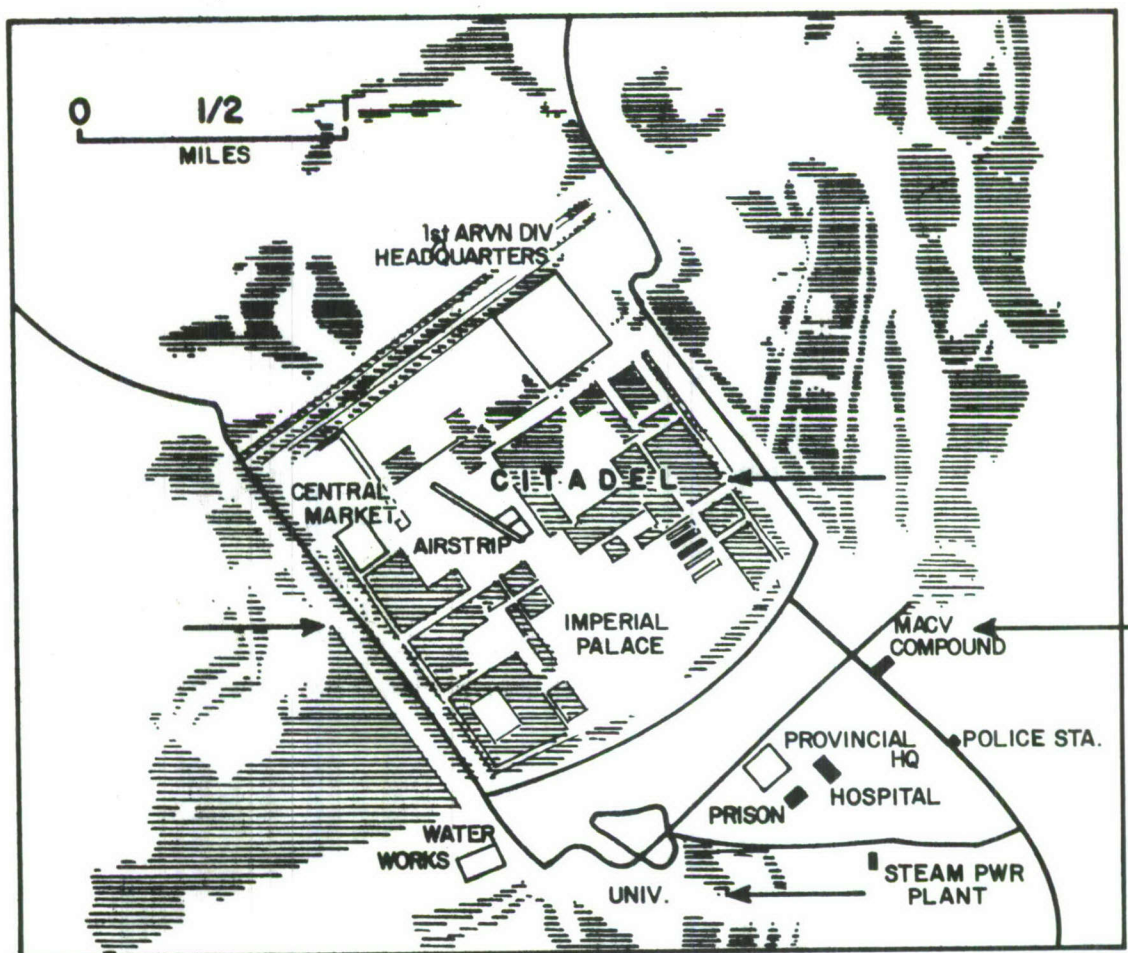 0 1/2 1
MILES
1st ARVN DIV
HEADQUARTERS
CITADEL
CENTRAL
MARKET
AIRSTRIP
IMPERIAL
PALACE
MACV
COMPOUND
POLICE STA.
PROVINCIAL
HQ
HOSPITAL
PRISON
WATER
WORKS
UNIV.
STEAM PWR
PLANT